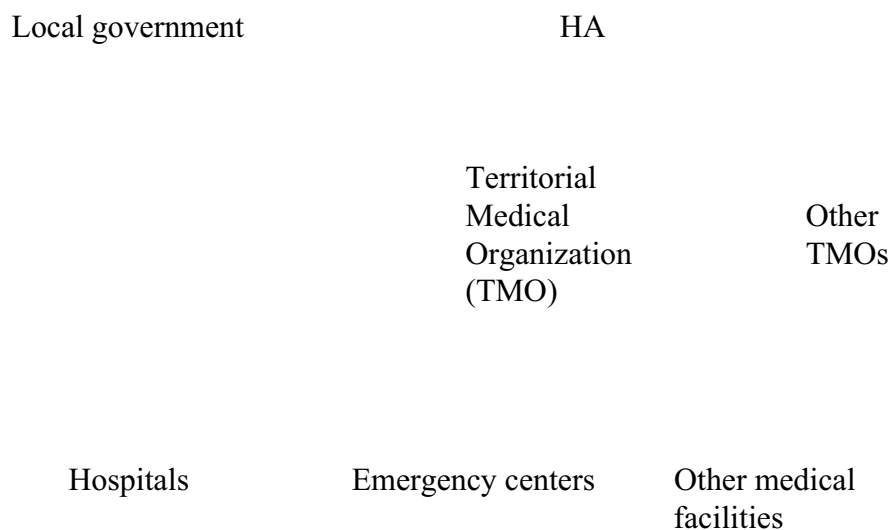 Local government
HA
Territorial
Medical
Organization
(TMO)
Other
TMOs
Hospitals
Emergency centers
Other medical
facilities